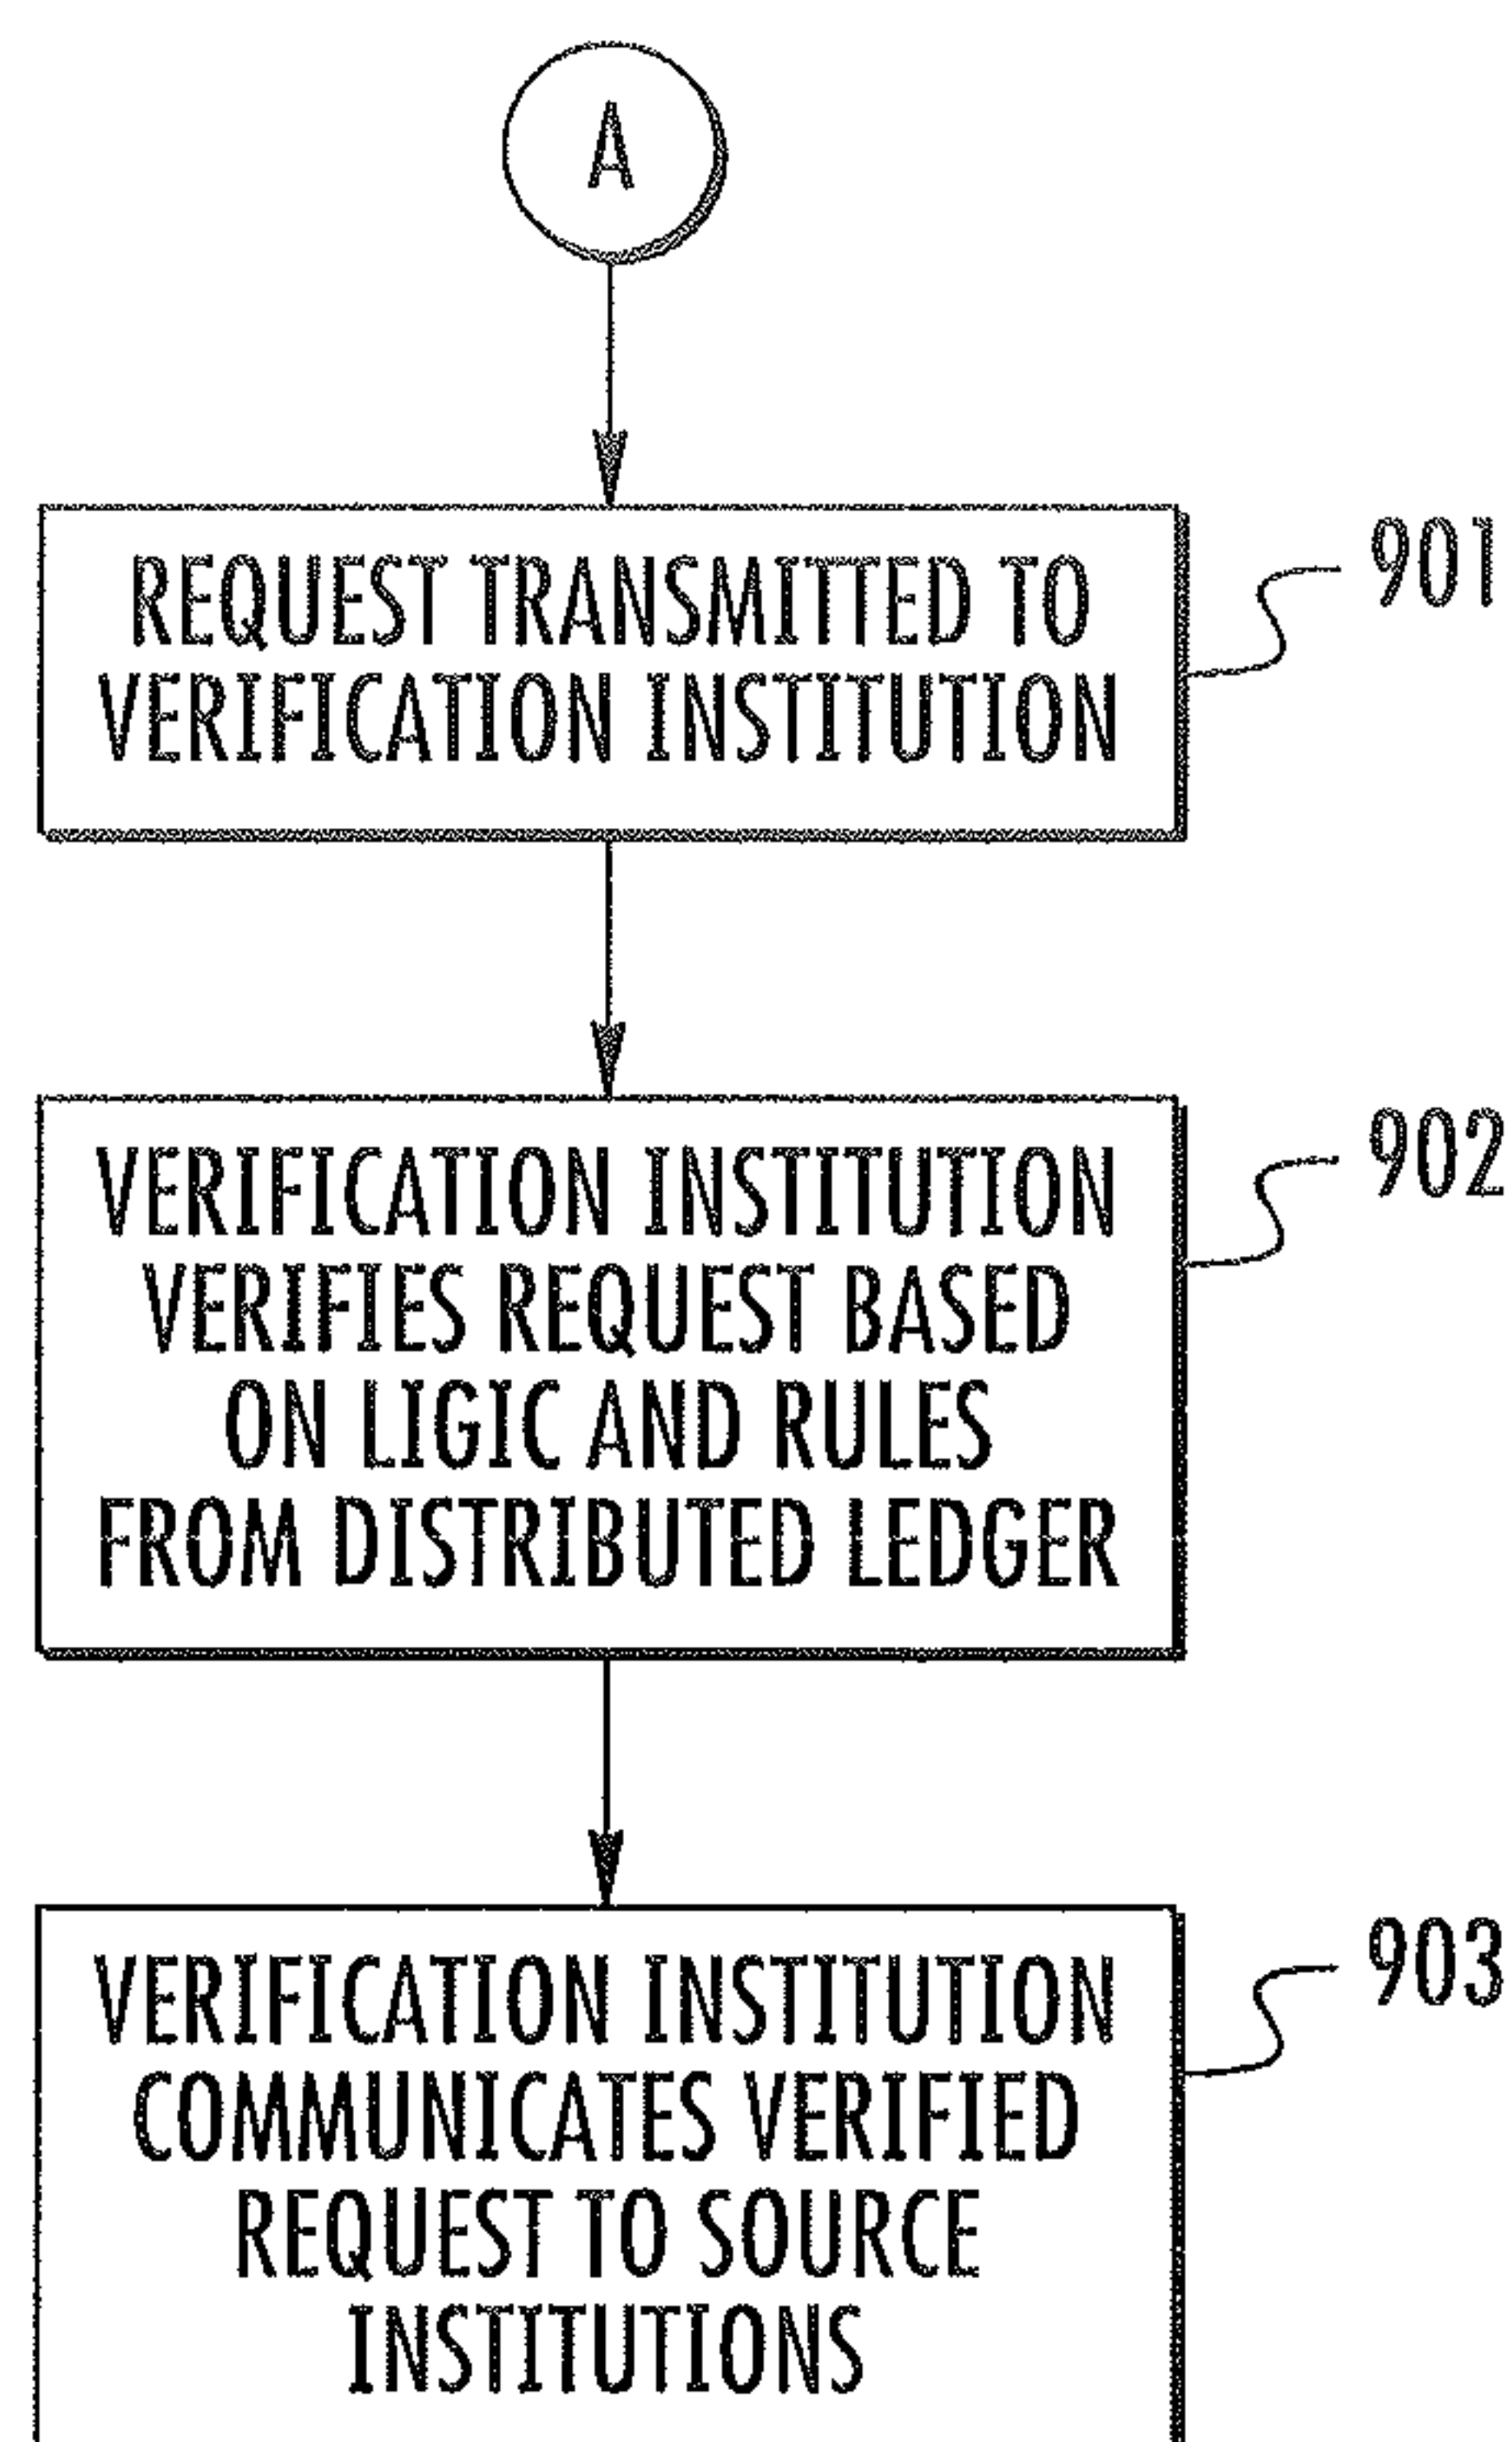 A
REQUEST TRANSMITTED TO
VERIFICATION INSTITUTION
901
VERIFICATION INSTITUTION
VERIFIES REQUEST BASED
ON LIGIC AND RULES
FROM DISTRIBUTED LEDGER
902
VERIFICATION INSTITUTION
COMMUNICATES VERIFIED
REQUEST TO SOURCE
INSTITUTIONS
903